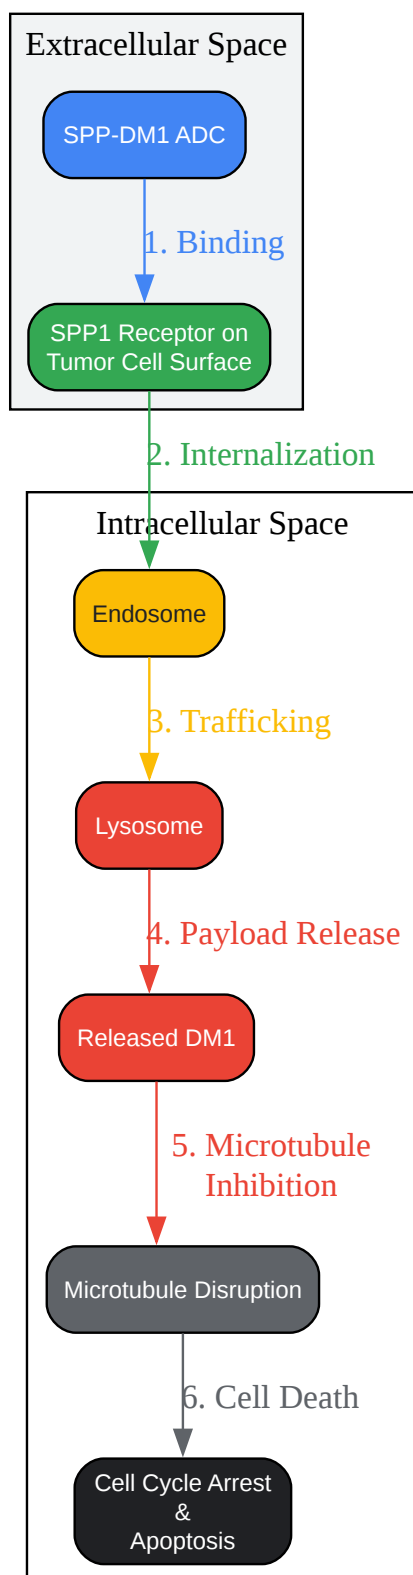 Extracellular Space
SPP-DM1 ADC
1. Binding
SPP1 Receptor on
Tumor Cell Surface
2. Internalization
Intracellular Space
Endosome
3. Trafficking
Lysosome
4. Payload Release
Released DM1
5. Microtubule
Inhibition
Microtubule Disruption
6. Cell Death
Cell Cycle Arrest
&
Apoptosis